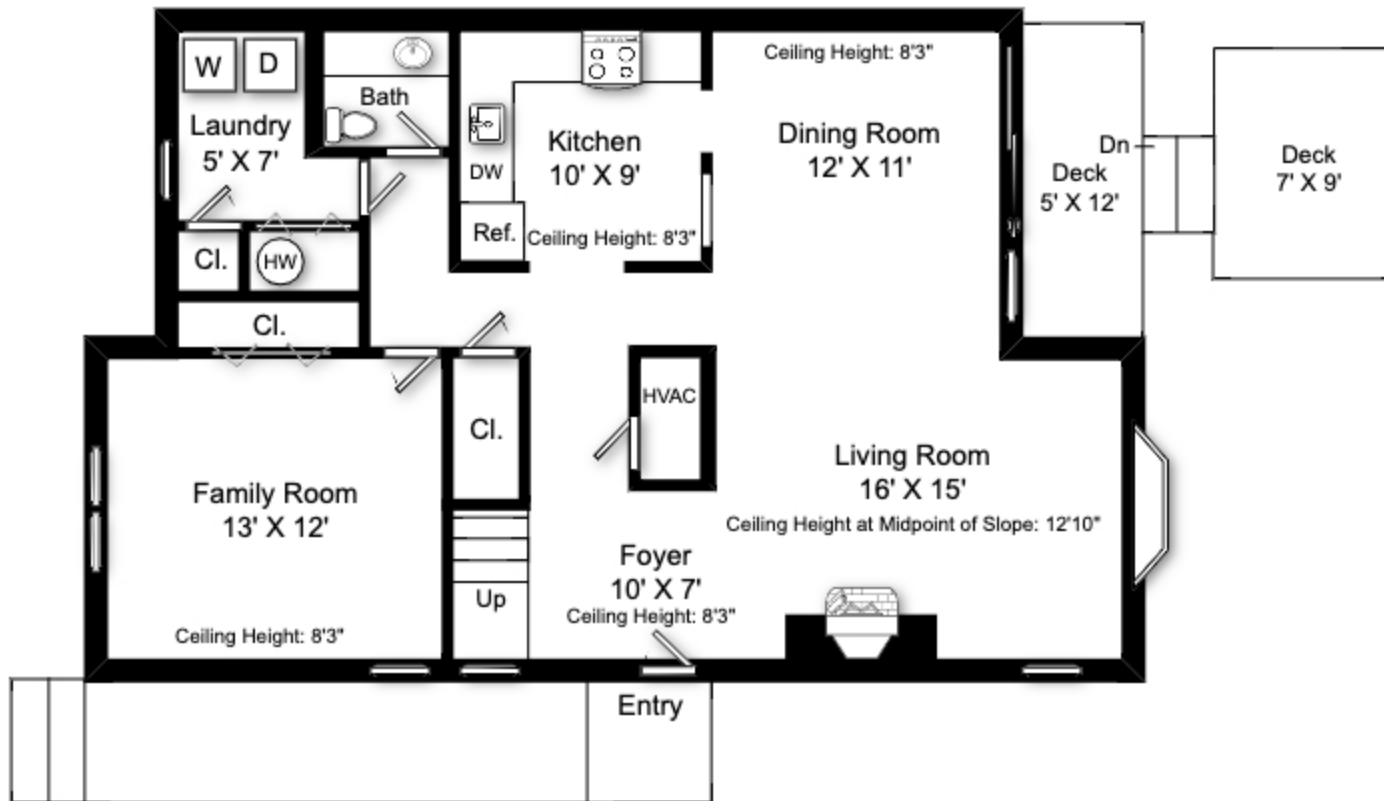 W
D
Bath
Laundry
5' X 7'
Cl.
HW
Cl.
Kitchen
10' X 9'
DW
Ref.
Ceiling Height: 8'3"
Ceiling Height: 8'3"
Dining Room
12' X 11'
Dn
Deck
5' X 12'
Deck
7' X 9'
Family Room
13' X 12'
Ceiling Height: 8'3"
Cl.
Up
HVAC
Foyer
10' X 7'
Ceiling Height: 8'3"
Living Room
16' X 15'
Ceiling Height at Midpoint of Slope: 12'10"
Entry